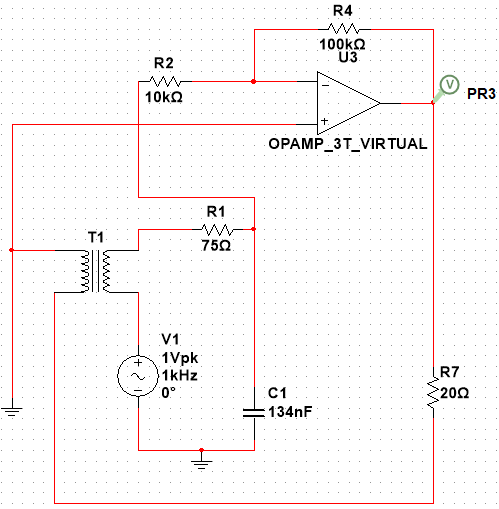 R4
100kΩ
U3
R2
10kΩ
V
PR3
OPAMP_3T_VIRTUAL
R1
75Ω
T1
V1
1Vpk
1kHz
0°
C1
134nF
R7
20Ω